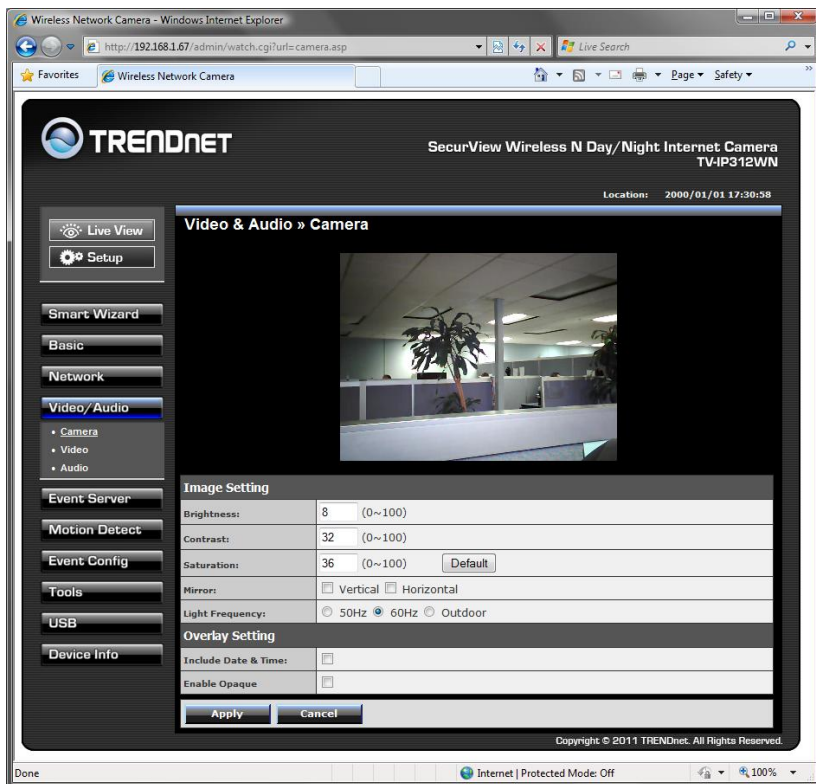 Wireless Network Camera - Windows Internet Explorer
http://192.168.1.67/admin/watch.cgi?url=camera.asp
Live Search
Favorites
Wireless Network Camera
Page
Safety
TRENDNET
SecurView Wireless N Day/Night Internet Camera
TV-IP312WN
Location: 2000/01/01 17:30:58
Live View
Setup
Smart Wizard
Basic
Network
Video/Audio
• Camera
• Video
• Audio
Event Server
Motion Detect
Event Config
Tools
USB
Device Info
Video & Audio » Camera
Image Setting
Brightness: 8 (0~100)
Contrast: 32 (0~100)
Saturation: 36 (0~100) Default
Mirror: Vertical Horizontal
Light Frequency: 50Hz 60Hz Outdoor
Overlay Setting
Include Date & Time:
Enable Opaque
Apply Cancel
Copyright © 2011 TRENDnet. All Rights Reserved.
Done
Internet | Protected Mode: Off
100%